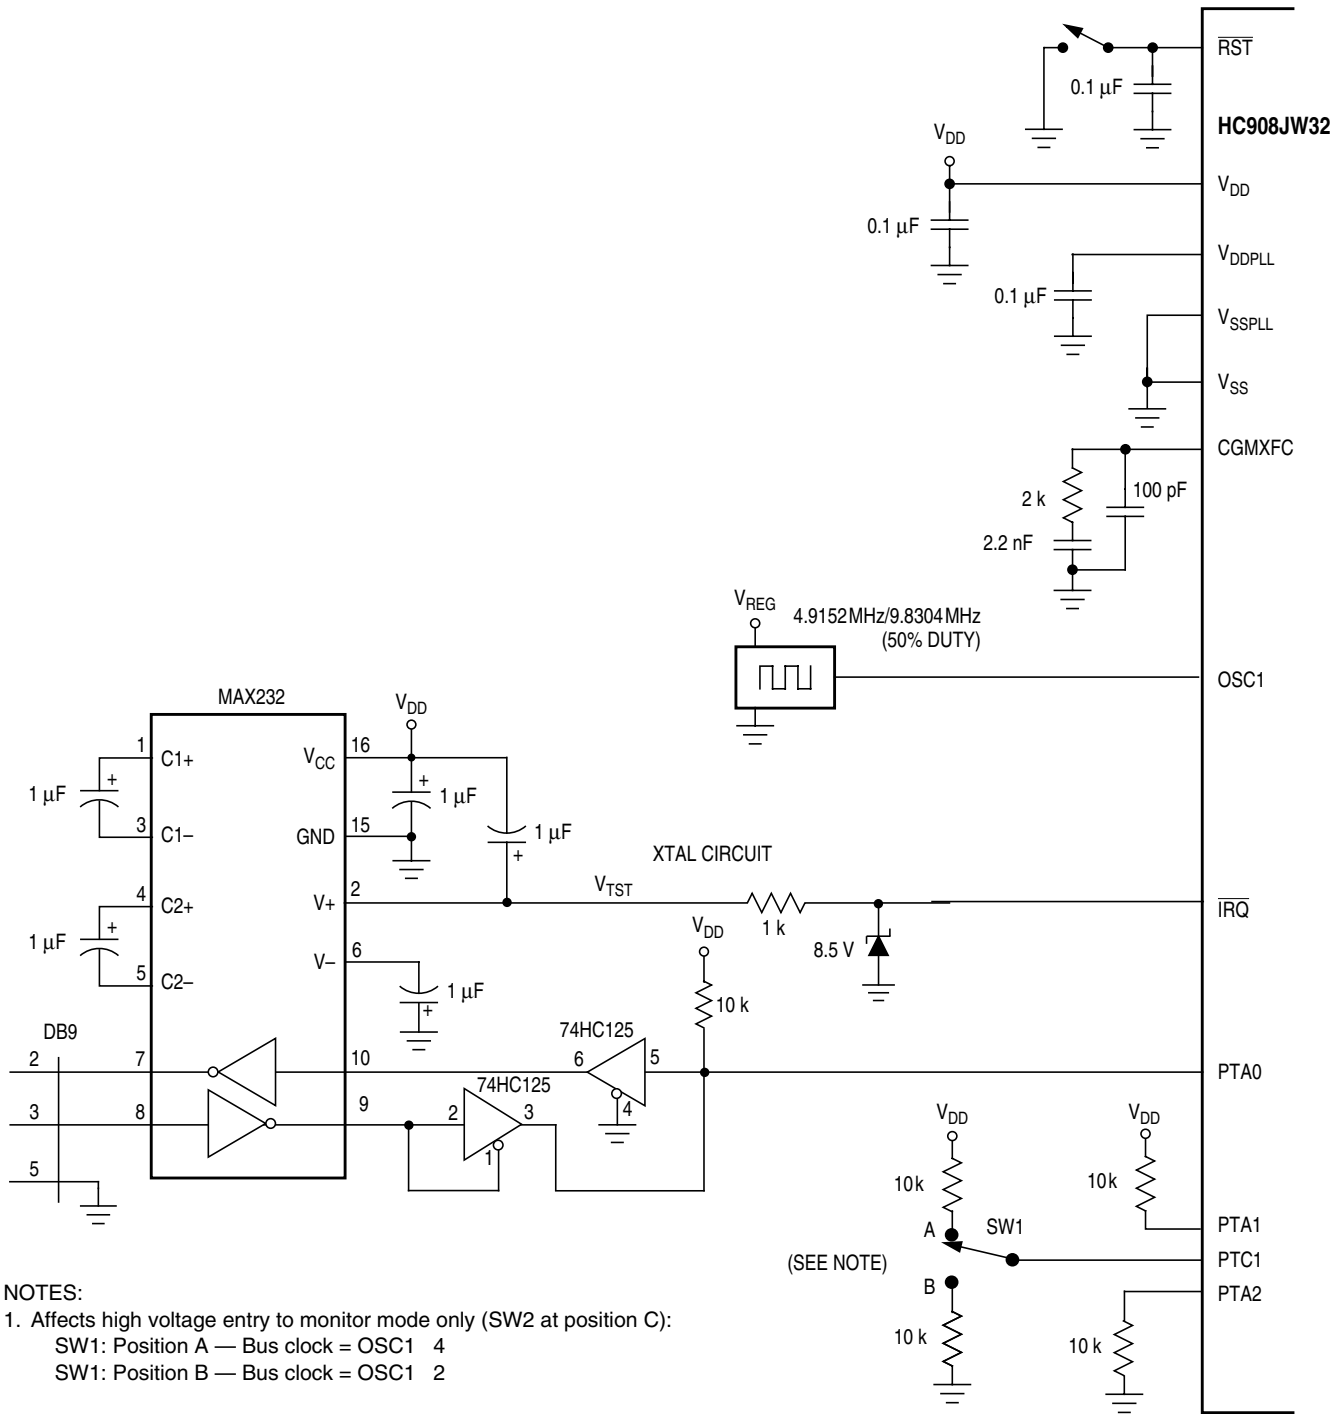 RST
0.1 µF
HC908JW32
VDD
VDD
0.1 µF
VDDPLL
0.1 µF
VSSPLL
VSS
CGMXFC
2 k
100 pF
2.2 nF
VREG
4.9152MHz/9.8304MHz
(50% DUTY)
OSC1
MAX232
VDD
1
C1+
VCC
16
1 µF
+
+
1 µF
3
C1–
GND
15
1 µF
+
XTAL CIRCUIT
4
C2+
V+
2
VTST
1 k
IRQ
1 µF
+
VDD
8.5 V
5
C2–
V–
6
1 µF
+
10 k
DB9
74HC125
2
7
10
6
5
PTA0
4
74HC125
3
8
9
2
3
1
5
VDD
VDD
10k
10k
A
SW1
PTA1
(SEE NOTE)
PTC1
B
PTA2
10 k
10 k
NOTES:
1. Affects high voltage entry to monitor mode only (SW2 at position C):
SW1: Position A — Bus clock = OSC1 4
SW1: Position B — Bus clock = OSC1 2